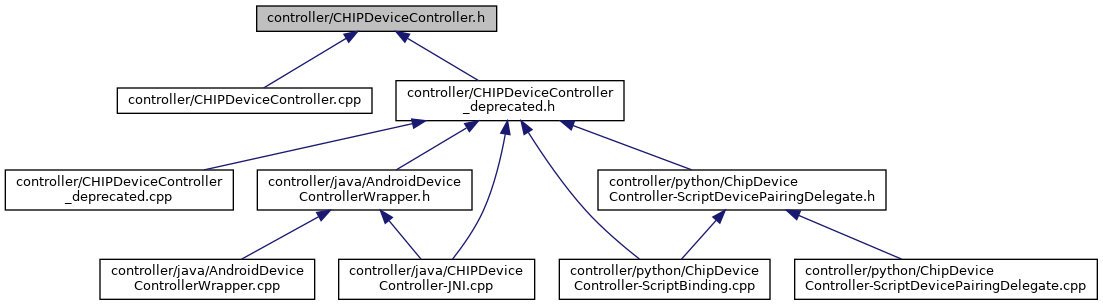 controller/CHIPDeviceController.h
controller/CHIPDeviceController.cpp
controller/CHIPDeviceController
_deprecated.h
controller/CHIPDeviceController
_deprecated.cpp
controller/java/AndroidDevice
ControllerWrapper.h
controller/python/ChipDevice
Controller-ScriptDevicePairingDelegate.h
controller/java/AndroidDevice
ControllerWrapper.cpp
controller/java/CHIPDevice
Controller-JNI.cpp
controller/python/ChipDevice
Controller-ScriptBinding.cpp
controller/python/ChipDevice
Controller-ScriptDevicePairingDelegate.cpp